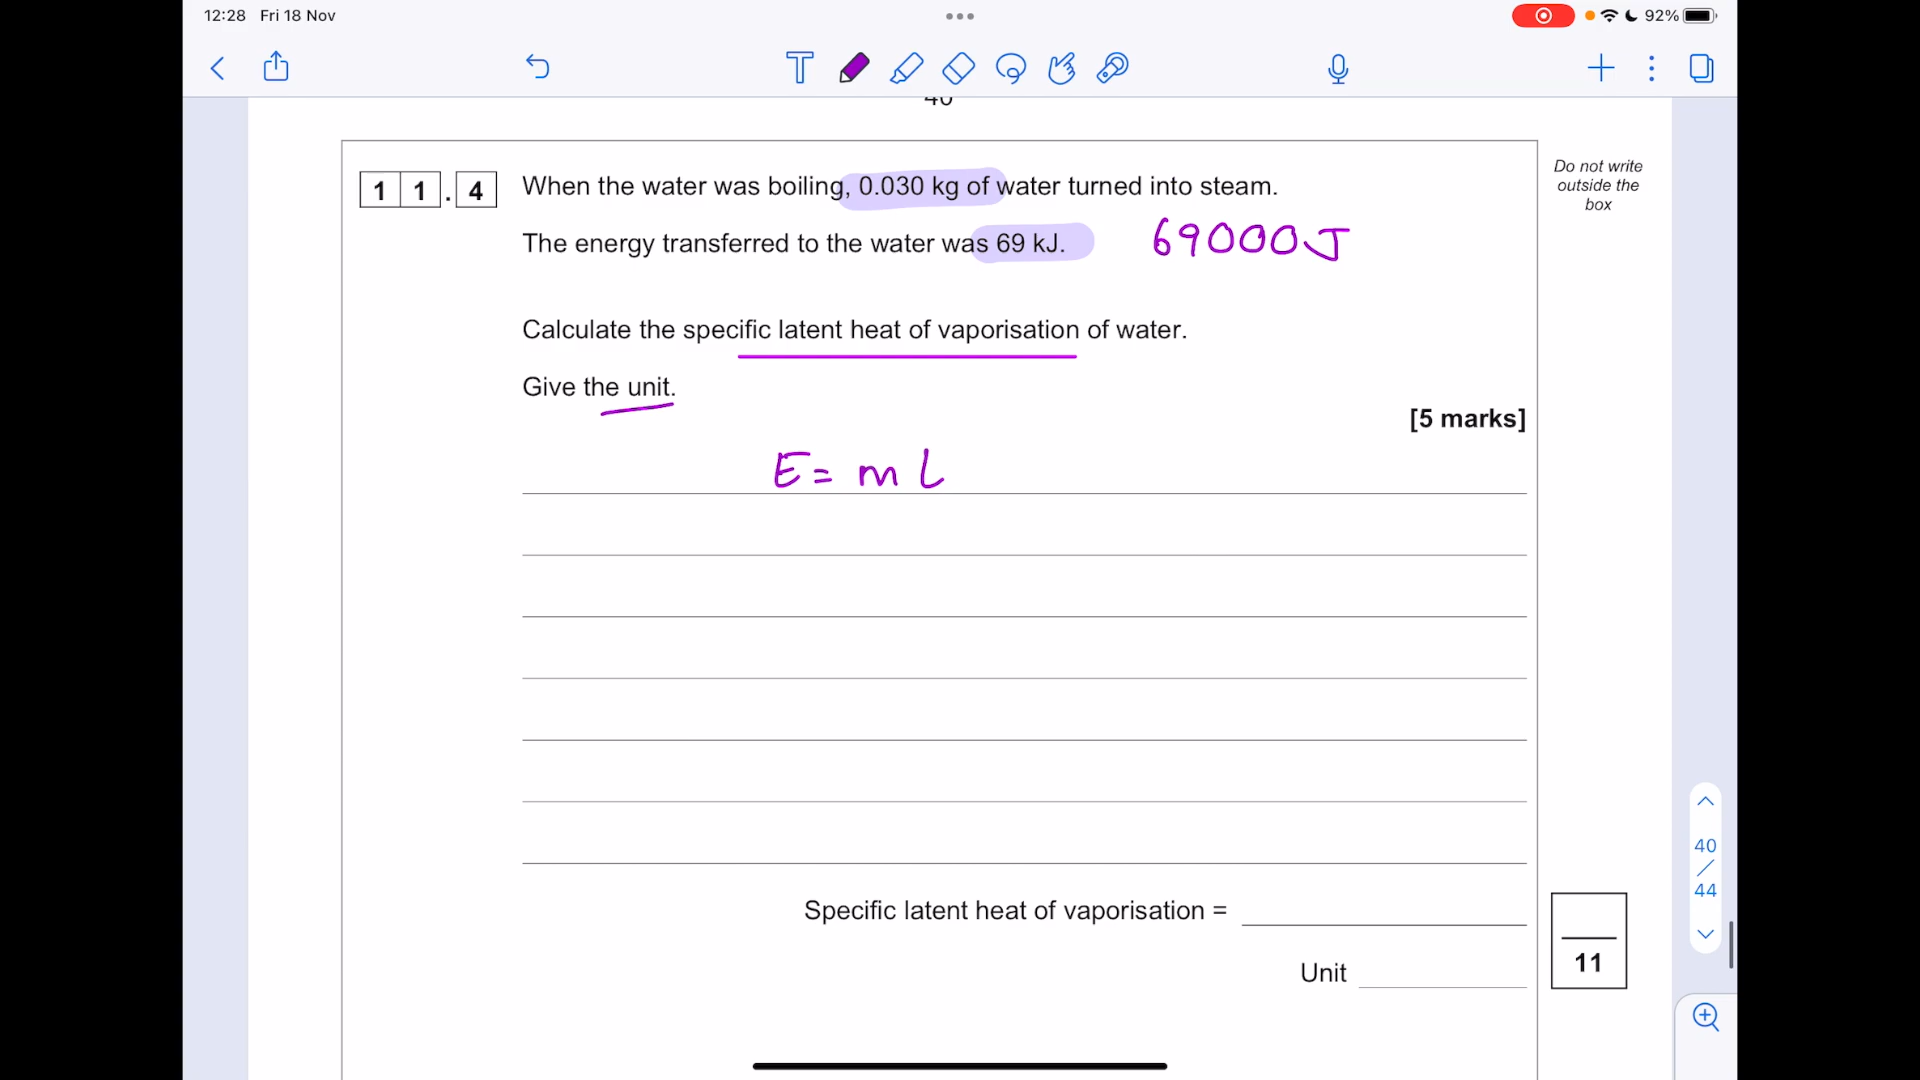 12:28 Fri 18 Nov
92%
T
40
Do not write
outside the
box
1 1 . 4 When the water was boiling, 0.030 kg of water turned into steam.
The energy transferred to the water was 69 kJ. 69000J
Calculate the specific latent heat of vaporisation of water.
Give the unit.
[5 marks]
E = m L
Specific latent heat of vaporisation =
Unit
11
40
44